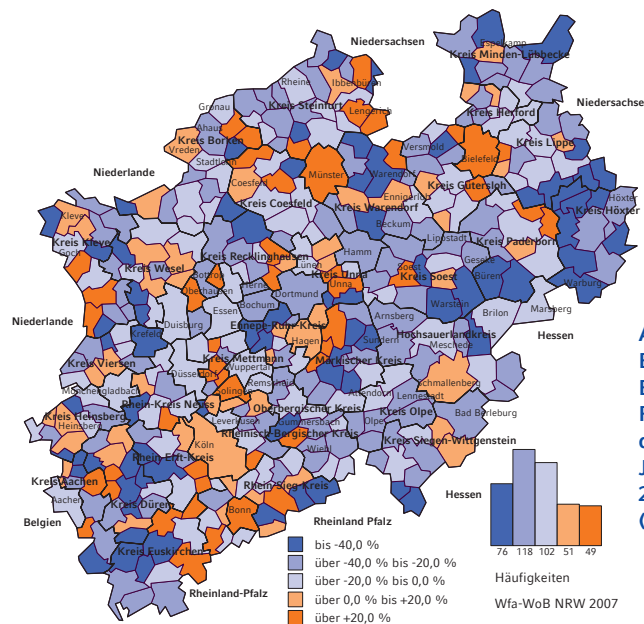 Niedersachsen
Espelkamp
Kreis Minden-Lübbecke
Rheine
Ibbenbüren
Gronau
Kreis Steinfurt
Lengerich
Kreis Herford
Niedersachse
Ahaus
Kreis Borken
Vreden
Stadtlohn
Versmold
Bielefeld
Kreis Lippe
Niederlande
Coesfeld
Münster
Warendorf
Kreis Gütersloh
Ennigerloh
Höxter
Kreis Höxter
Kleve
Kreis Coesfeld
Kreis Warendorf
Beckum
Kreis Kleve
Goch
Kreis Recklinghausen
Hamm
Lippstadt
Kreis Paderborn
Kreis Wesel
Bottrop
Lünen
Kreis Unna
Soest
Kreis Soest
Geseke
Büren
Warburg
Oberhausen
Herne
Dortmund
Unna
Essen
Bochum
Warstein
Marsberg
Niederlande
Duisburg
Krefeld
Ennepe-Ruhr-Kreis
Arnsberg
Brilon
Hagen
Sundern
Hochsauerlandkreis
Meschede
Hessen
Kreis Viersen
Kreis Mettmann
Wuppertal
Märkischer Kreis
Düsseldorf
Remscheid
Schmallenberg
Mönchengladbach
Solingen
Attendorn
Lennestadt
Rhein-Kreis Neuss
Kreis Heinsberg
Heinsberg
Oberbergischer Kreis
Kreis Olpe
Bad Berleburg
Leverkusen
Gummersbach
Olpe
Rheinisch-Bergischer Kreis
Köln
Wiehl
Kreis Siegen-Wittgenstein
Rhein-Erft-Kreis
Kreis Aachen
Aachen
Rhein-Sieg-Kreis
Hessen
Kreis Düren
Bonn
Belgien
Rheinland Pfalz
Kreis Euskirchen
Rheinland-Pfalz
bis -40,0 %
über -40,0 % bis -20,0 %
über -20,0 % bis 0,0 %
über 0,0 % bis +20,0 %
über +20,0 %
76 118 102 51 49
Häufigkeiten
Wfa-WoB NRW 2007